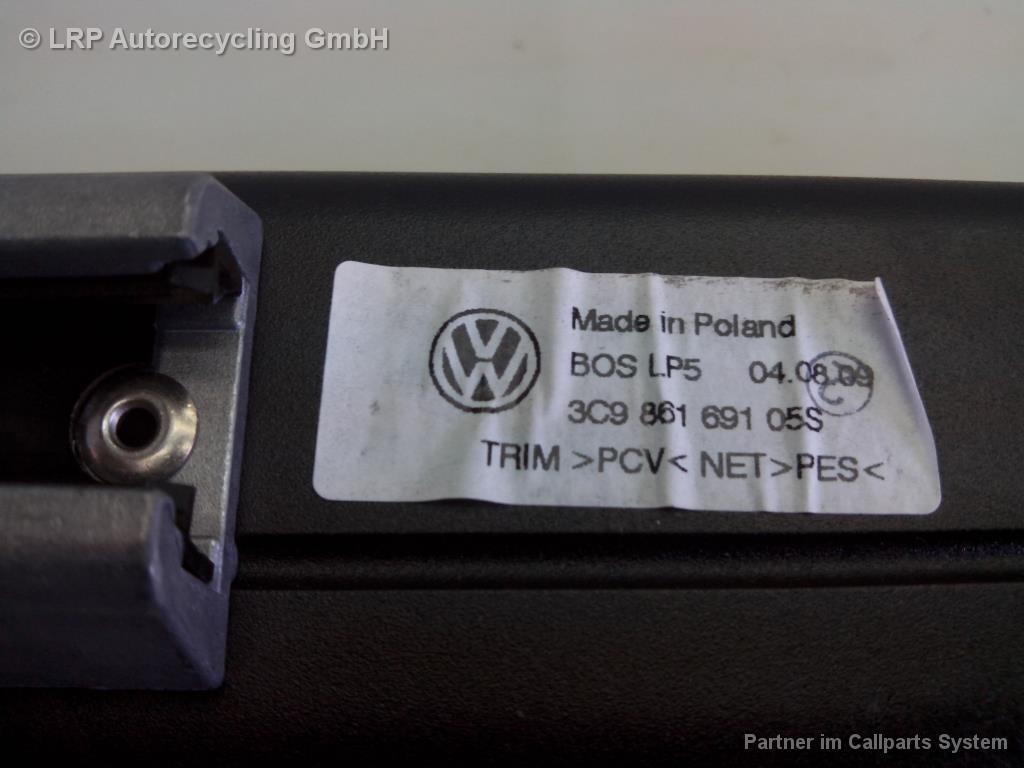 © LRP Autorecycling GmbH
Made in Poland
BOS LP5 04.08.09
3C9 861 691 05S
TRIM >PCV< NET>PES<
Partner im Callparts System